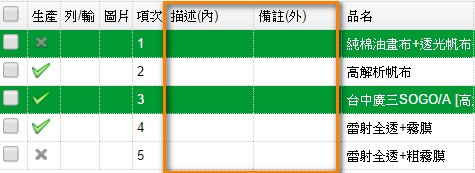 生產 列/輸 圖片 項次 描述(內) 備註(外) 品名
1 純棉油畫布+透光帆布
2 高解析帆布
3 台中廣三SOGO/A [高
4 雷射全透+霧膜
5 雷射全透+粗霧膜